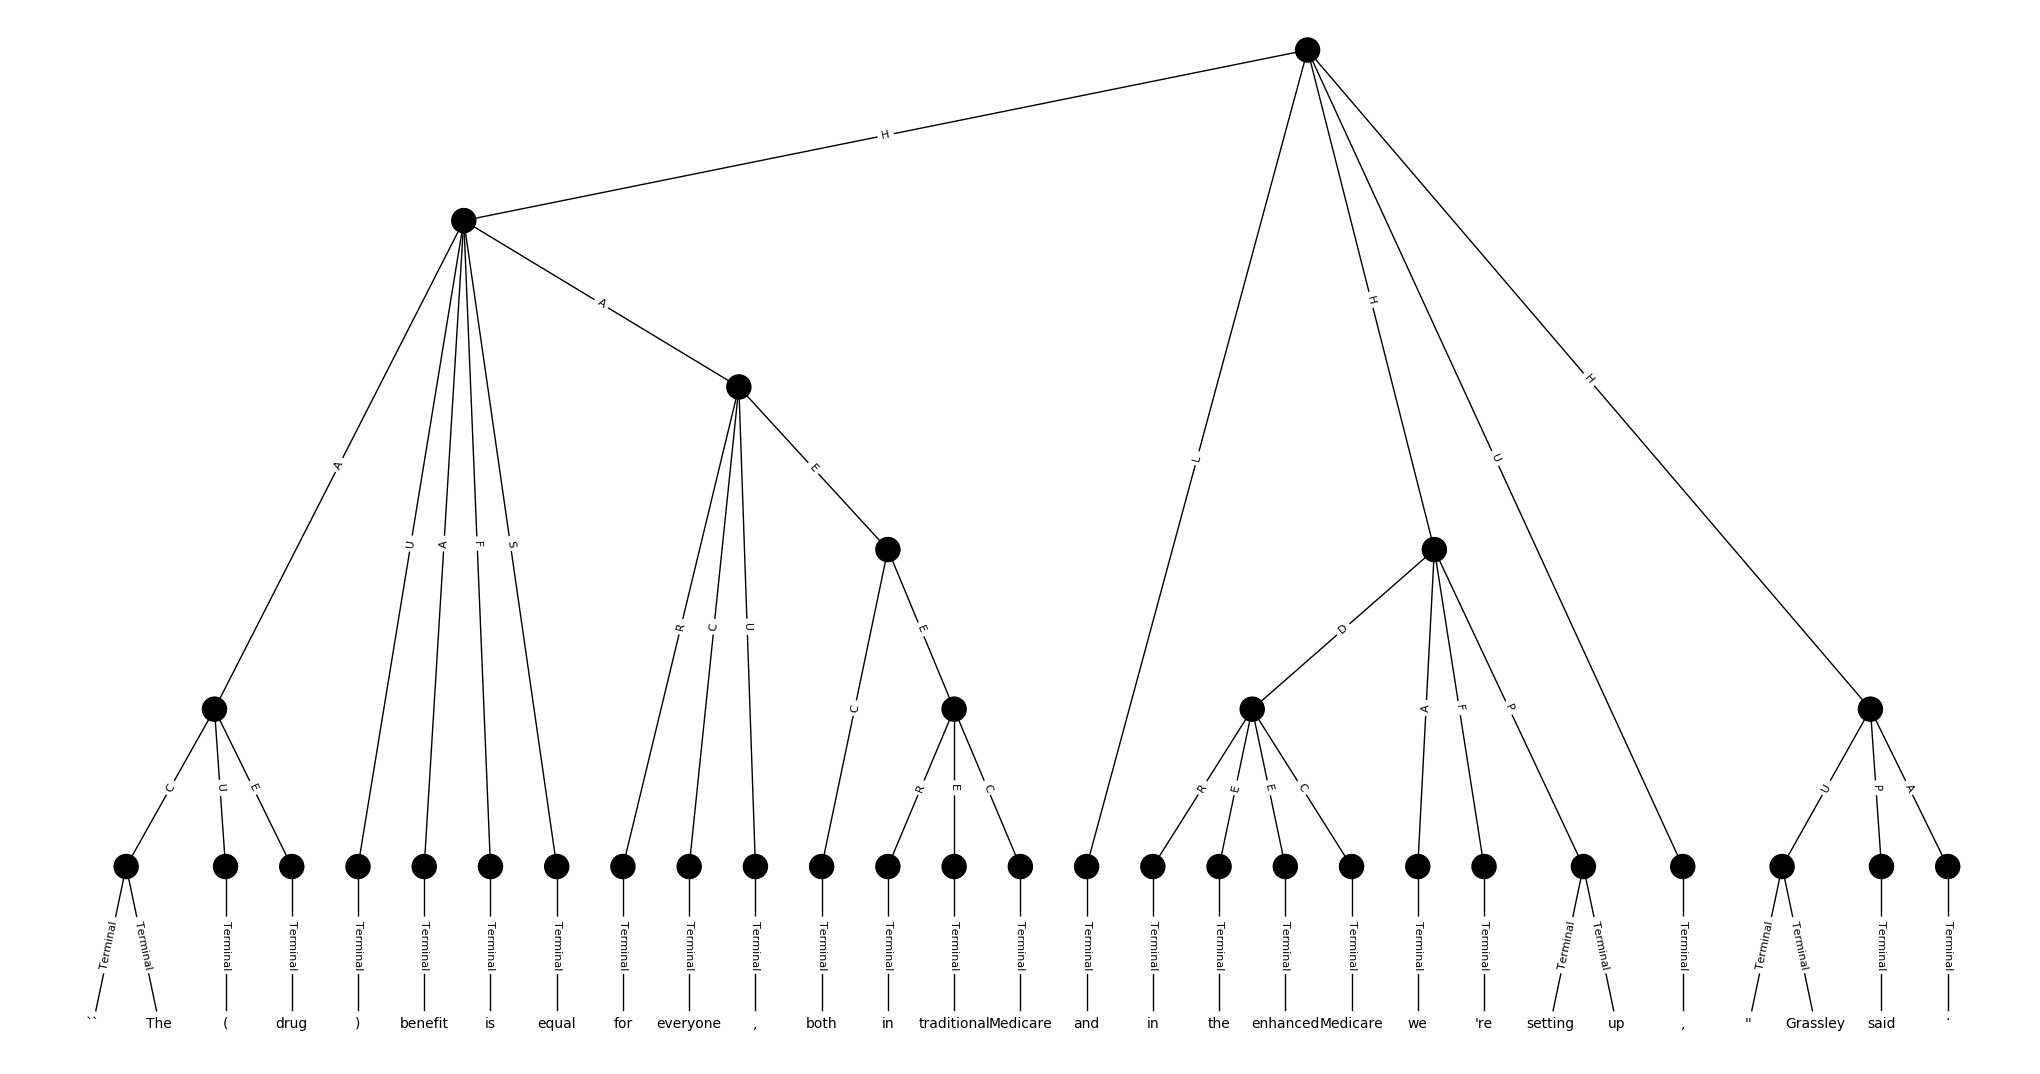 H
A
H
H
L
U
A
E
U A F S
R C U
E
D
C
A F P
C U E
R E C
R E E C
U P A
Terminal Terminal Terminal Terminal Terminal Terminal Terminal Terminal Terminal Terminal Terminal Terminal Terminal Terminal Terminal Terminal Terminal Terminal Terminal Terminal Terminal Terminal Terminal Terminal Terminal Terminal Terminal Terminal Terminal
`` The ( drug ) benefit is equal for everyone , both in traditional Medicare and in the enhanced Medicare we 're setting up , " Grassley said .